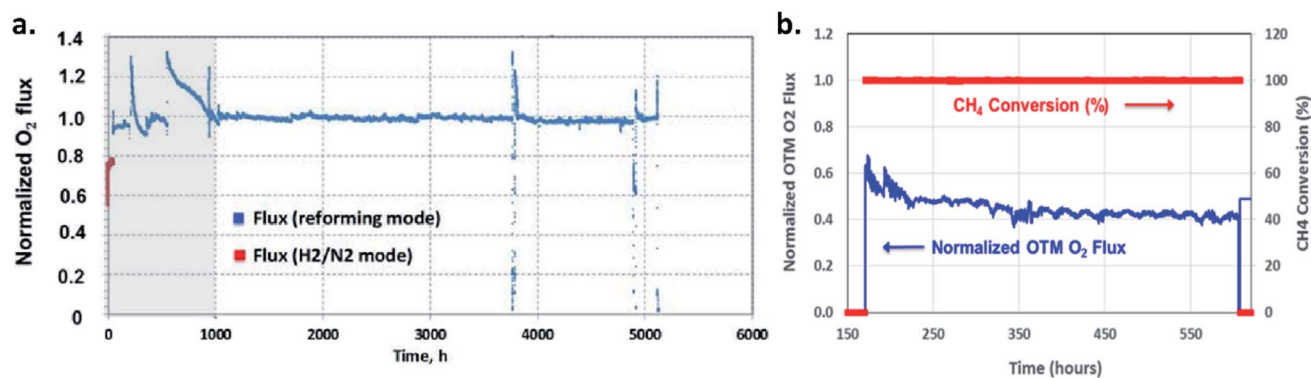 a.
Normalized O2 flux
1.4
1.2
1.0
0.8
0.6
0.4
0.2
0
Flux (reforming mode)
Flux (H2/N2 mode)
0 1000 2000 3000 4000 5000 6000
Time, h
b.
Normalized OTM O2 Flux
1.2
1.0
0.8
0.6
0.4
0.2
0.0
CH4 Conversion (%)
Normalized OTM O2 Flux
120
100
80
60
40
20
0
CH4 Conversion (%)
150 250 350 450 550
Time (hours)